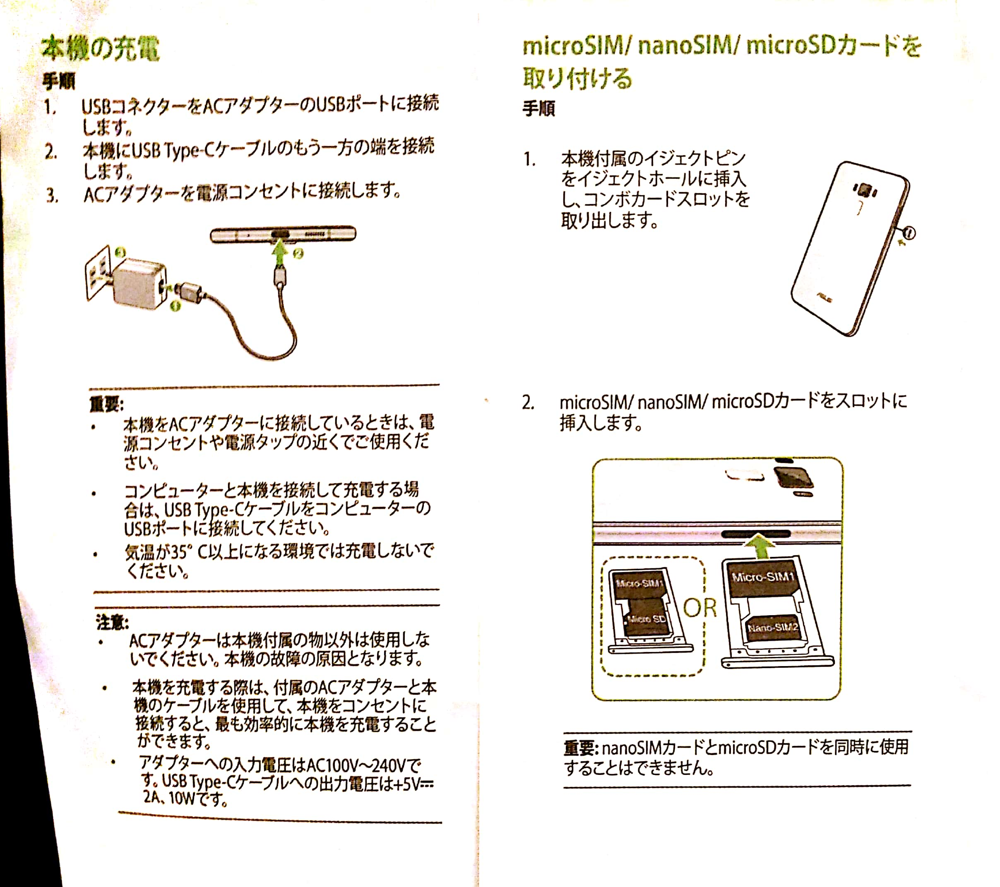 本機の充電
手順
1. USBコネクターをACアダプターのUSBポートに接続
します。
2. 本機にUSB Type-Cケーブルのもう一方の端を接続
します。
3. ACアダプターを電源コンセントに接続します。
3
2
1
重要:
• 本機をACアダプターに接続しているときは、電
源コンセントや電源タップの近くでご使用くだ
さい。
• コンピューターと本機を接続して充電する場
合は、USB Type-Cケーブルをコンピューターの
USBポートに接続してください。
• 気温が35° C以上になる環境では充電しないで
ください。
注意:
• ACアダプターは本機付属の物以外は使用しな
いでください。本機の故障の原因となります。
• 本機を充電する際は、付属のACアダプターと本
機のケーブルを使用して、本機をコンセントに
接続すると、最も効率的に本機を充電すること
ができます。
• アダプターへの入力電圧はAC100V～240Vで
す。USB Type-Cケーブルへの出力電圧は+5V⎓
2A、10Wです。
microSIM/ nanoSIM/ microSDカードを
取り付ける
手順
1. 本機付属のイジェクトピン
をイジェクトホールに挿入
し、コンボカードスロットを
取り出します。
ASUS
2. microSIM/ nanoSIM/ microSDカードをスロットに
挿入します。
Micro-SIM1
Micro SD
OR
Micro-SIM1
Nano-SIM2
重要: nanoSIMカードとmicroSDカードを同時に使用
することはできません。